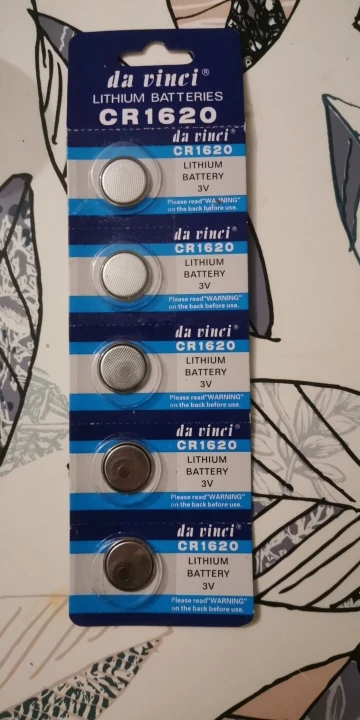 da vinci®
LITHIUM BATTERIES
CR1620
da vinci®
CR1620
LITHIUM
BATTERY
3V
Please read"WARNING"
on the back before use.
da vinci®
CR1620
LITHIUM
BATTERY
3V
Please read"WARNING"
on the back before use.
da vinci®
CR1620
LITHIUM
BATTERY
3V
Please read"WARNING"
on the back before use.
da vinci®
CR1620
LITHIUM
BATTERY
3V
Please read"WARNING"
on the back before use.
da vinci®
CR1620
LITHIUM
BATTERY
3V
Please read"WARNING"
on the back before use.